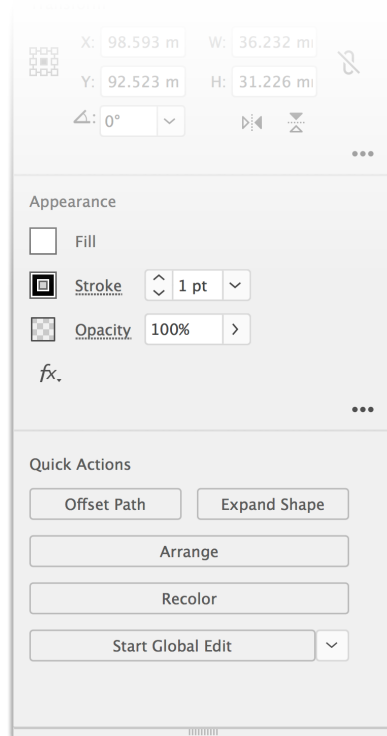 X: 98.593 m W: 36.232 m
Y: 92.523 m H: 31.226 m
: 0°
Appearance
Fill
Stroke 1 pt
Opacity 100%
fx.
Quick Actions
Offset Path Expand Shape
Arrange
Recolor
Start Global Edit